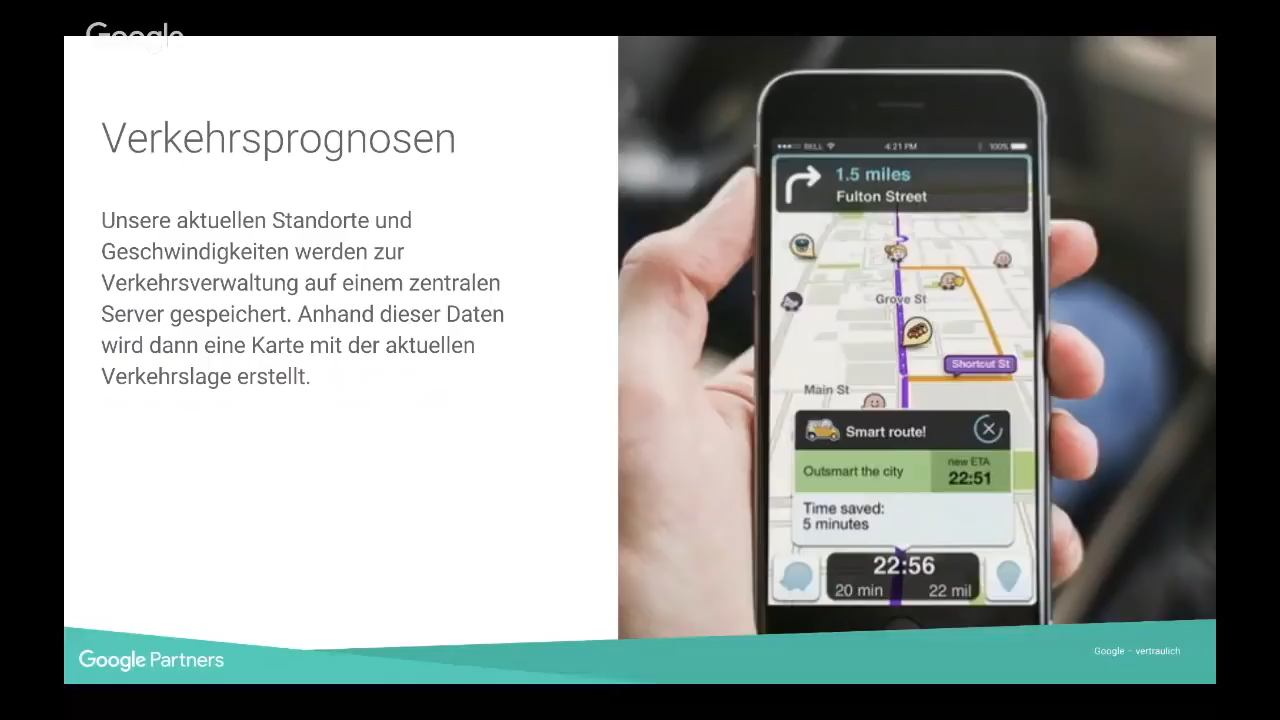 Google
Verkehrsprognosen
Unsere aktuellen Standorte und
Geschwindigkeiten werden zur
Verkehrsverwaltung auf einem zentralen
Server gespeichert. Anhand dieser Daten
wird dann eine Karte mit der aktuellen
Verkehrslage erstellt.
BELL 4:21 PM 100%
1.5 miles
Fulton Street
Grove St
Shortcut St
Main St
Smart route!
Outsmart the city
new ETA
22:51
Time saved:
5 minutes
22:56
20 min 22 mil
Google Partners
Google – vertraulich